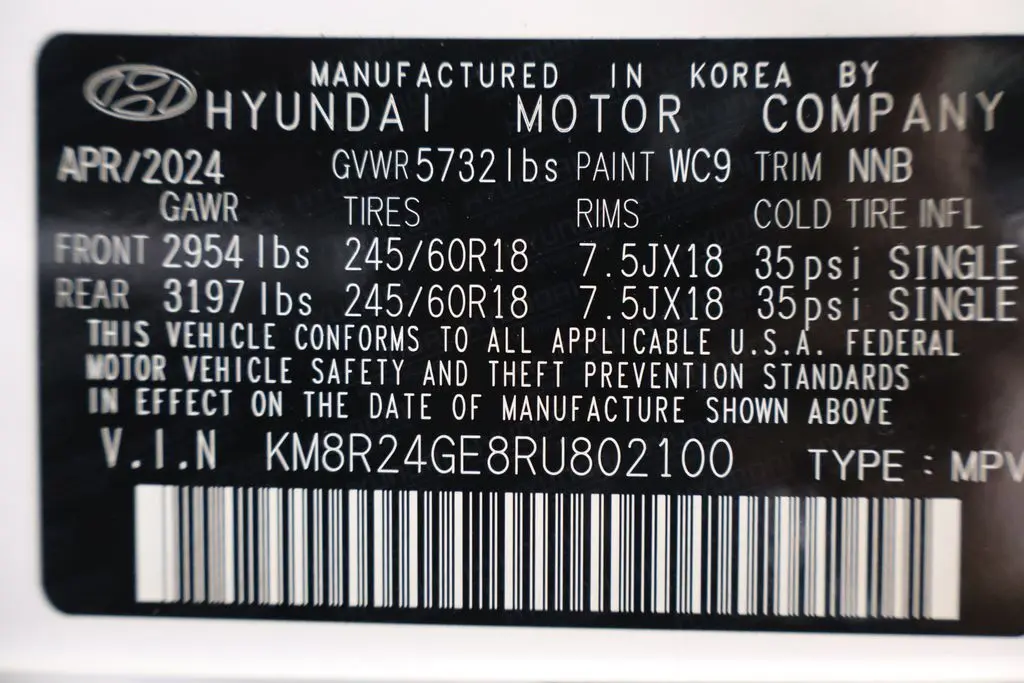 MANUFACTURED IN KOREA BY
HYUNDAI MOTOR COMPANY
APR/2024 GVWR 5732 lbs PAINT WC9 TRIM NNB
GAWR TIRES RIMS COLD TIRE INFL
FRONT 2954 lbs 245/60R18 7.5JX18 35psi SINGLE
REAR 3197 lbs 245/60R18 7.5JX18 35psi SINGLE
THIS VEHICLE CONFORMS TO ALL APPLICABLE U.S.A. FEDERAL
MOTOR VEHICLE SAFETY AND THEFT PREVENTION STANDARDS
IN EFFECT ON THE DATE OF MANUFACTURE SHOWN ABOVE
V.I.N KM8R24GE8RU802100 TYPE : MPV